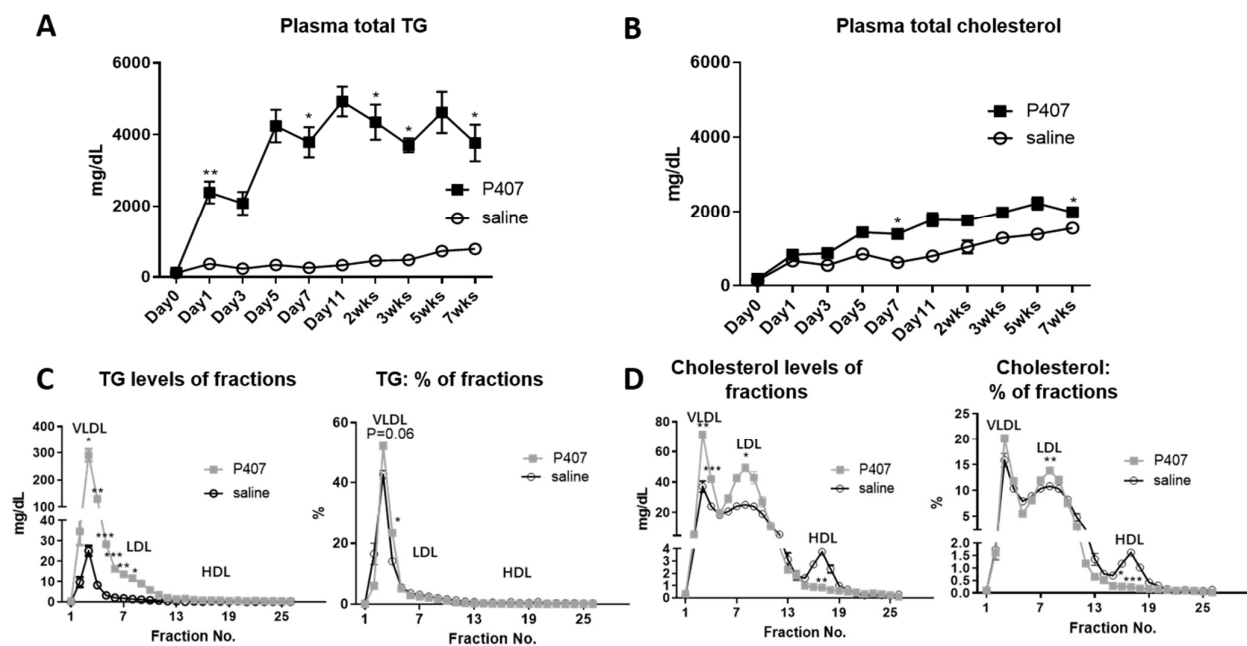 A
Plasma total TG
6000
4000
2000
0
mg/dL
**
*
*
*
*
P407
saline
Day0
Day1
Day3
Day5
Day7
Day11
2wks
3wks
5wks
7wks
B
Plasma total cholesterol
6000
4000
2000
0
mg/dL
*
*
P407
saline
Day0
Day1
Day3
Day5
Day7
Day11
2wks
3wks
5wks
7wks
C
TG levels of fractions
400
300
200
100
40
30
20
10
0
mg/dL
VLDL
*
**
***
***
**
*
LDL
HDL
P407
saline
1
7
13
19
25
Fraction No.
TG: % of fractions
60
40
20
0
%
VLDL
P=0.06
*
LDL
HDL
P407
saline
1
7
13
19
25
Fraction No.
D
Cholesterol levels of
fractions
80
60
40
20
4
3
2
1
0
mg/dL
VLDL
**
***
LDL
*
HDL
**
P407
saline
1
7
13
19
25
Fraction No.
Cholesterol:
% of fractions
25
20
15
10
5
2.0
1.5
1.0
0.5
0.0
%
VLDL
LDL
**
HDL
*
***
P407
saline
1
7
13
19
25
Fraction No.